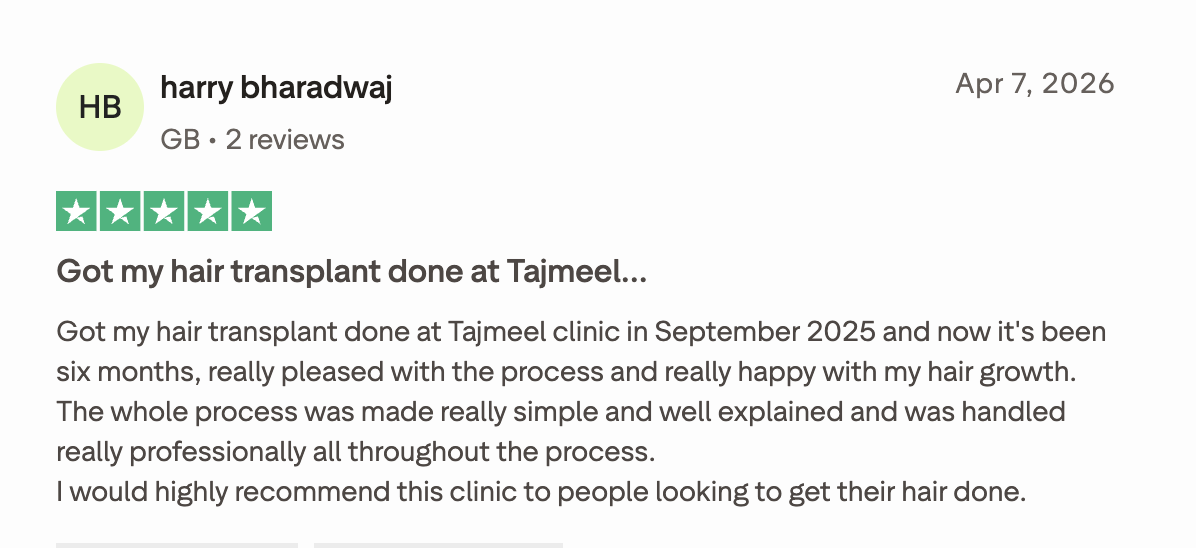 HB
harry bharadwaj
GB • 2 reviews
Apr 7, 2026
Got my hair transplant done at Tajmeel...
Got my hair transplant done at Tajmeel clinic in September 2025 and now it's been
six months, really pleased with the process and really happy with my hair growth.
The whole process was made really simple and well explained and was handled
really professionally all throughout the process.
I would highly recommend this clinic to people looking to get their hair done.